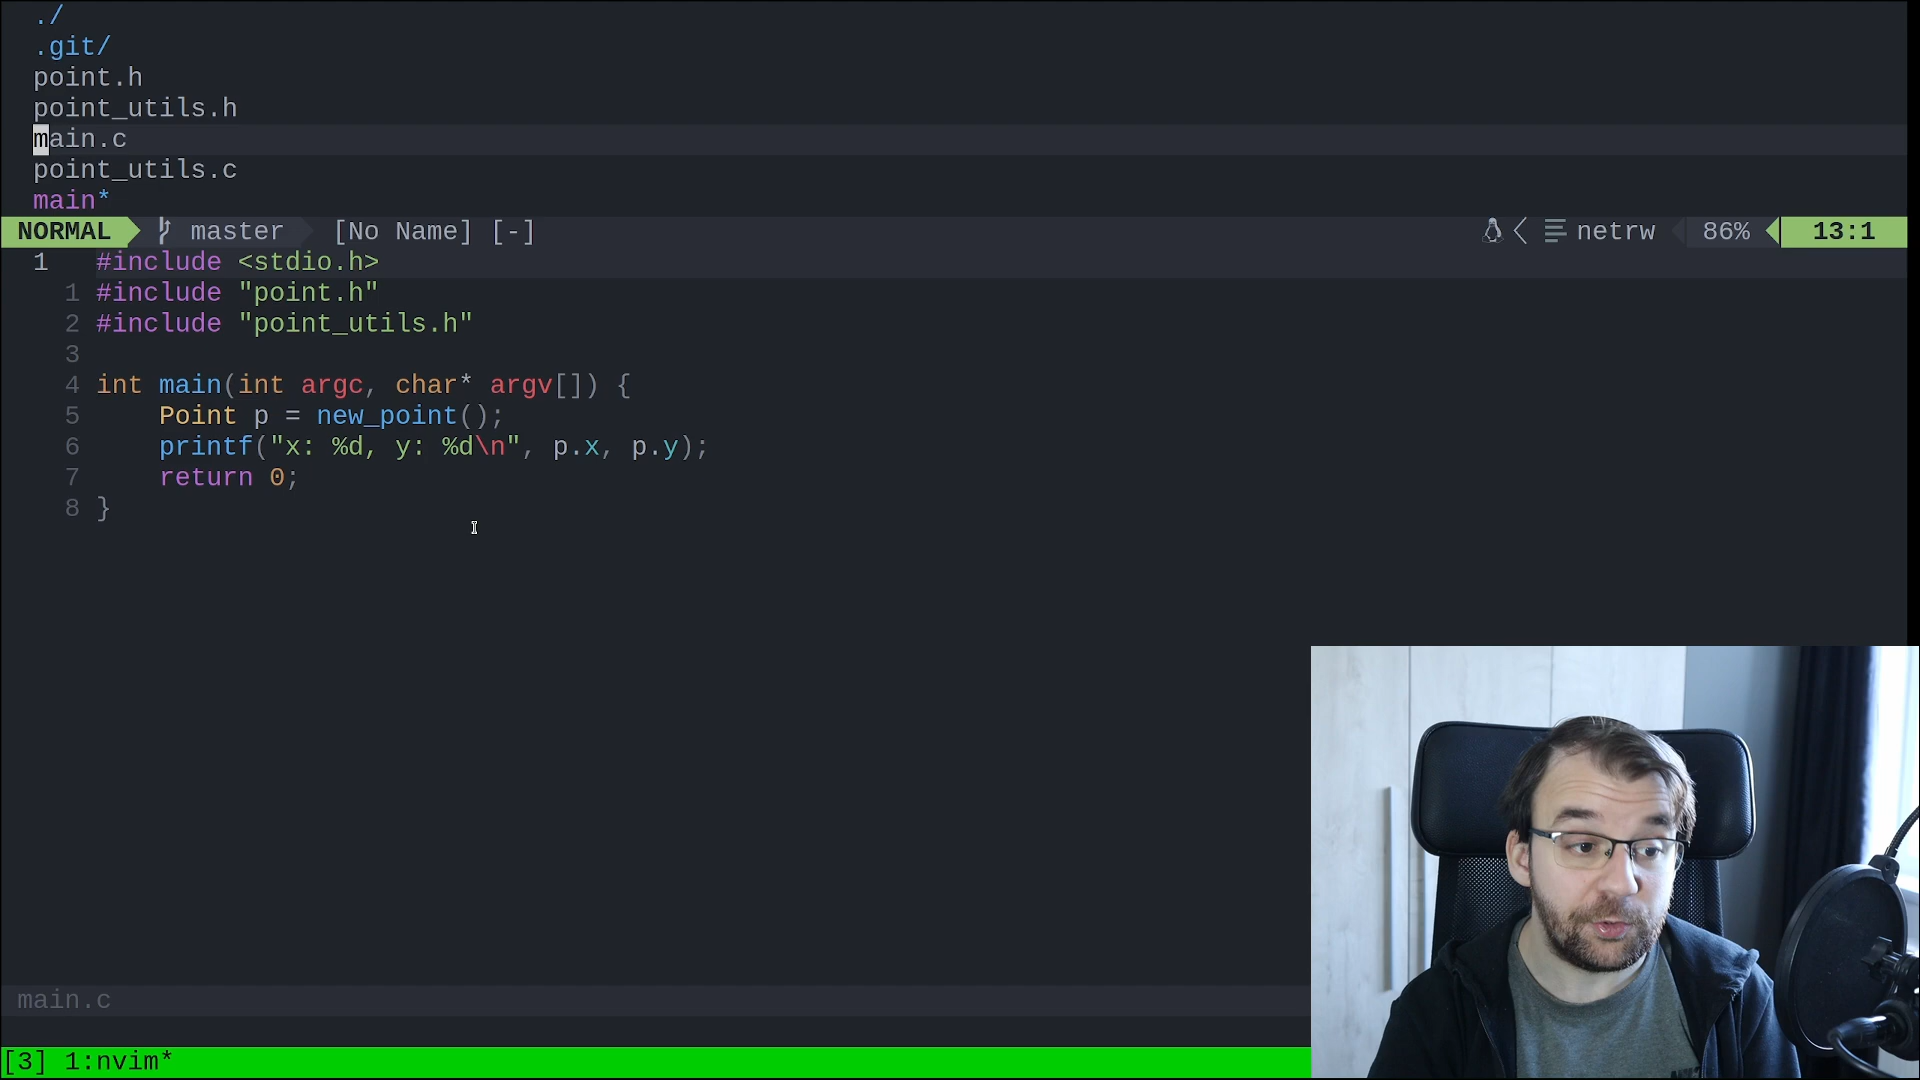 ./
.git/
point.h
point_utils.h
main.c
point_utils.c
main*
NORMAL master [No Name] [-] netrw 86% 13:1
1 #include <stdio.h>
1 #include "point.h"
2 #include "point_utils.h"
3
4 int main(int argc, char* argv[]) {
5 Point p = new_point();
6 printf("x: %d, y: %d\n", p.x, p.y);
7 return 0;
8 }
main.c
[3] 1:nvim*